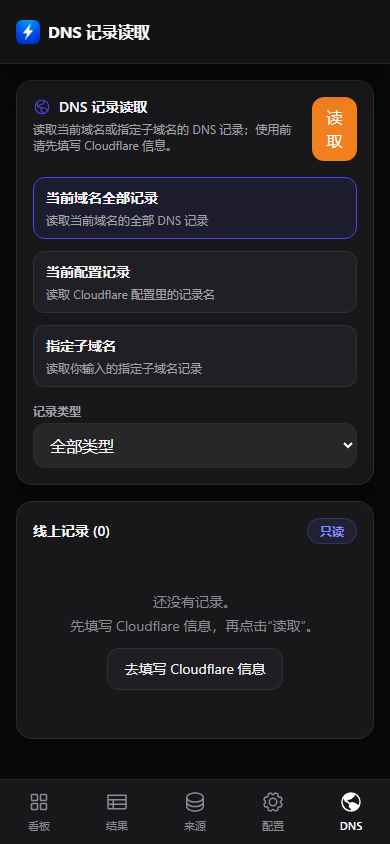 DNS 记录读取
DNS 记录读取
读取当前域名或指定子域名的 DNS 记录；使用前
请先填写 Cloudflare 信息。
读
取
当前域名全部记录
读取当前域名的全部 DNS 记录
当前配置记录
读取 Cloudflare 配置里的记录名
指定子域名
读取你输入的指定子域名记录
记录类型
全部类型
线上记录 (0)
只读
还没有记录。
先填写 Cloudflare 信息，再点击“读取”。
去填写 Cloudflare 信息
看板
结果
来源
配置
DNS